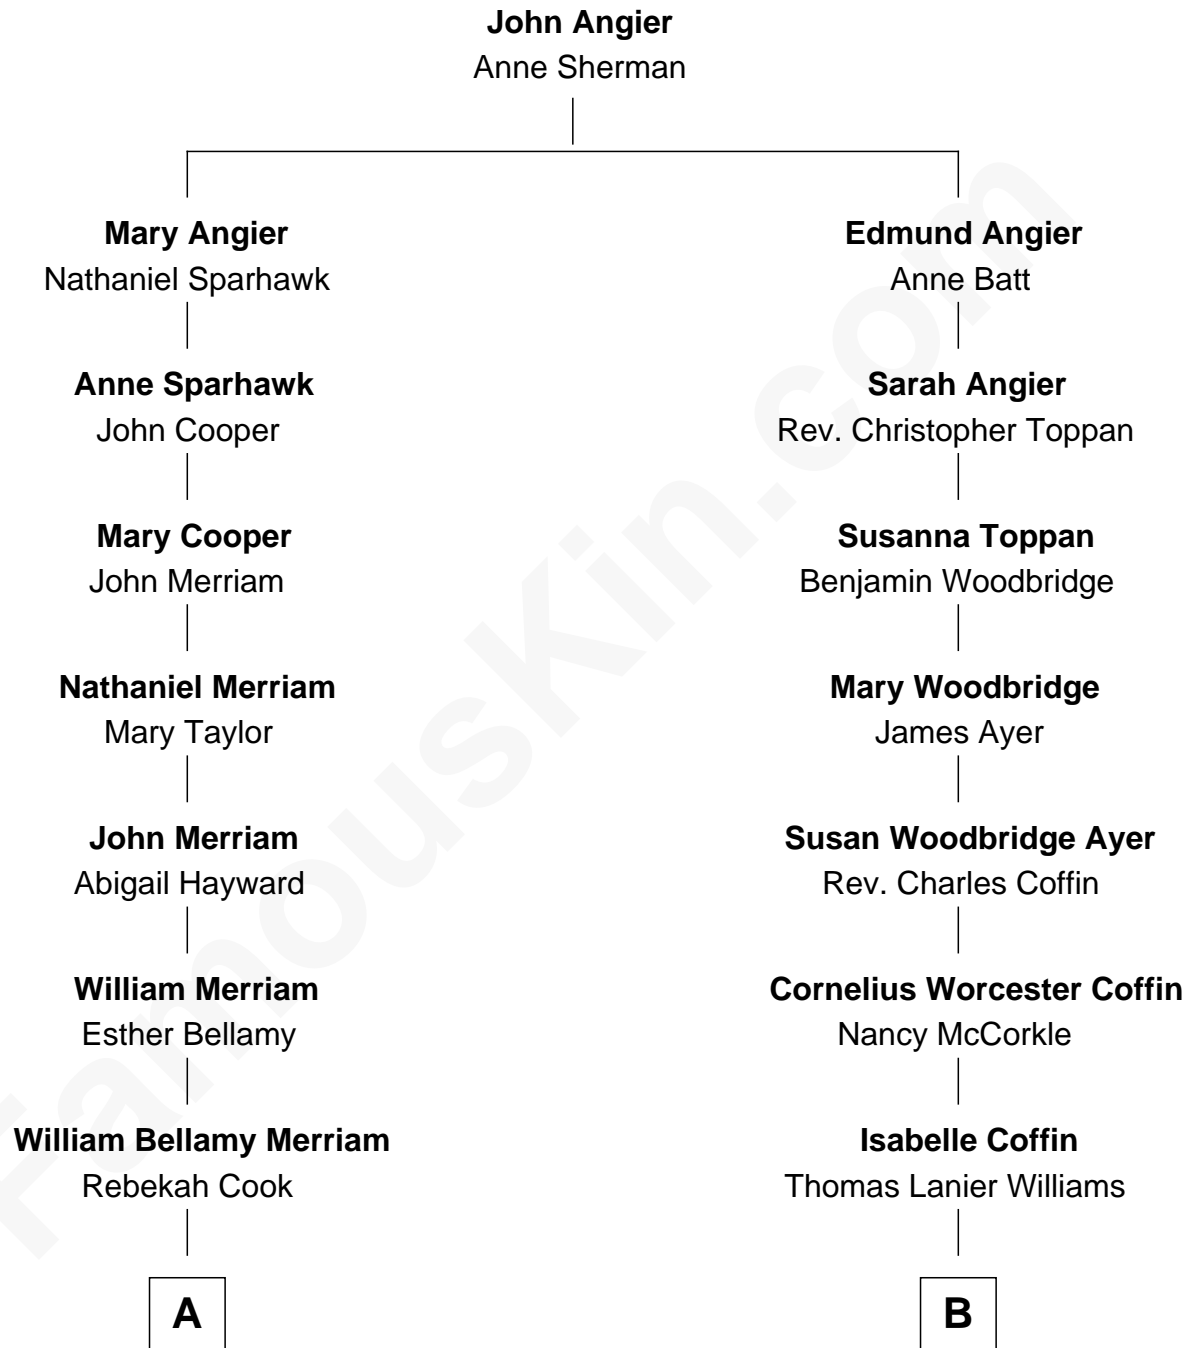 John Angier
Anne Sherman
Mary Angier
Nathaniel Sparhawk
Edmund Angier
Anne Batt
Anne Sparhawk
John Cooper
Sarah Angier
Rev. Christopher Toppan
Mary Cooper
John Merriam
Susanna Toppan
Benjamin Woodbridge
Nathaniel Merriam
Mary Taylor
Mary Woodbridge
James Ayer
John Merriam
Abigail Hayward
Susan Woodbridge Ayer
Rev. Charles Coffin
William Merriam
Esther Bellamy
Cornelius Worcester Coffin
Nancy McCorkle
William Bellamy Merriam
Rebekah Cook
Isabelle Coffin
Thomas Lanier Williams
A
B
FamousKin.com